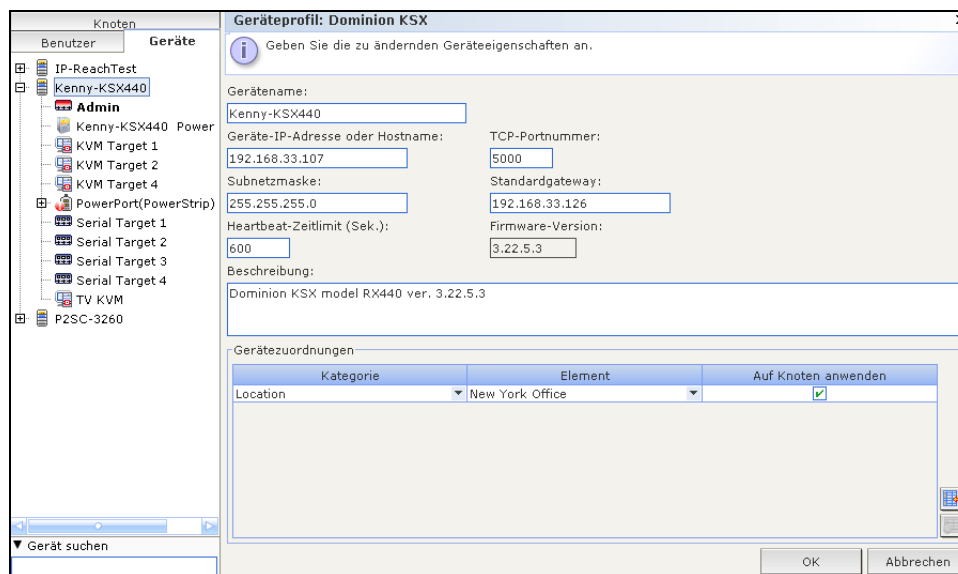 Knoten
Benutzer
Geräte
IP-ReachTest
Kenny-KSX440
Admin
Kenny-KSX440 Power
KVM Target 1
KVM Target 2
KVM Target 4
PowerPort(PowerStrip)
Serial Target 1
Serial Target 2
Serial Target 3
Serial Target 4
TV KVM
P2SC-3260
Gerät suchen
Geräteprofil: Dominion KSX
Geben Sie die zu ändernden Geräteeigenschaften an.
Gerätename:
Kenny-KSX440
Geräte-IP-Adresse oder Hostname: TCP-Portnummer:
192.168.33.107 5000
Subnetzmaske: Standardgateway:
255.255.255.0 192.168.33.126
Heartbeat-Zeitlimit (Sek.): Firmware-Version:
600 3.22.5.3
Beschreibung:
Dominion KSX model RX440 ver. 3.22.5.3
Gerätezuordnungen
Kategorie Element Auf Knoten anwenden
Location New York Office
OK Abbrechen